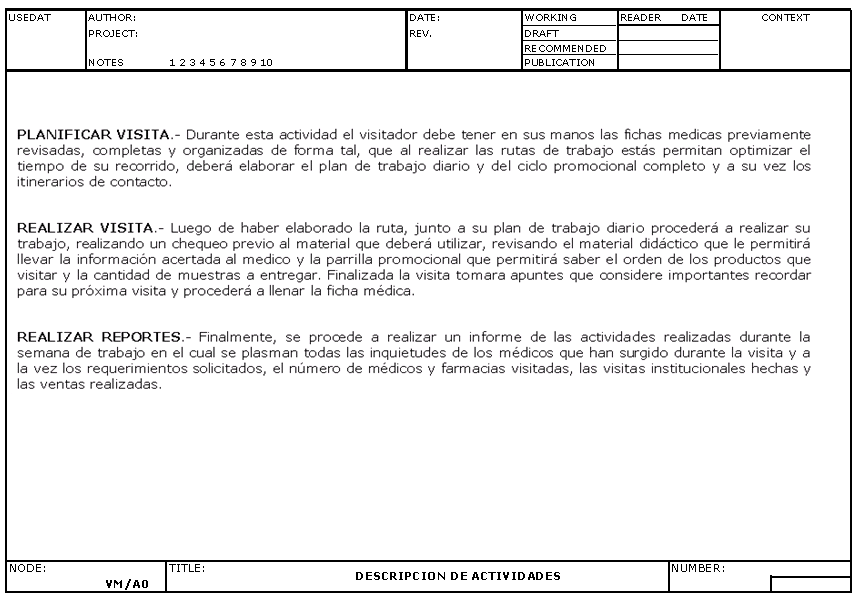 USEDAT AUTHOR: DATE: WORKING READER DATE CONTEXT
PROJECT: REV. DRAFT
RECOMMENDED
NOTES 1 2 3 4 5 6 7 8 9 10 PUBLICATION
PLANIFICAR VISITA.- Durante esta actividad el visitador debe tener en sus manos las fichas medicas previamente
revisadas, completas y organizadas de forma tal, que al realizar las rutas de trabajo estás permitan optimizar el
tiempo de su recorrido, deberá elaborar el plan de trabajo diario y del ciclo promocional completo y a su vez los
itinerarios de contacto.
REALIZAR VISITA.- Luego de haber elaborado la ruta, junto a su plan de trabajo diario procederá a realizar su
trabajo, realizando un chequeo previo al material que deberá utilizar, revisando el material didáctico que le permitirá
llevar la información acertada al medico y la parrilla promocional que permitirá saber el orden de los productos que
visitar y la cantidad de muestras a entregar. Finalizada la visita tomara apuntes que considere importantes recordar
para su próxima visita y procederá a llenar la ficha médica.
REALIZAR REPORTES.- Finalmente, se procede a realizar un informe de las actividades realizadas durante la
semana de trabajo en el cual se plasman todas las inquietudes de los médicos que han surgido durante la visita y a
la vez los requerimientos solicitados, el número de médicos y farmacias visitadas, las visitas institucionales hechas y
las ventas realizadas.
NODE: TITLE: NUMBER:
VM/A0 DESCRIPCION DE ACTIVIDADES